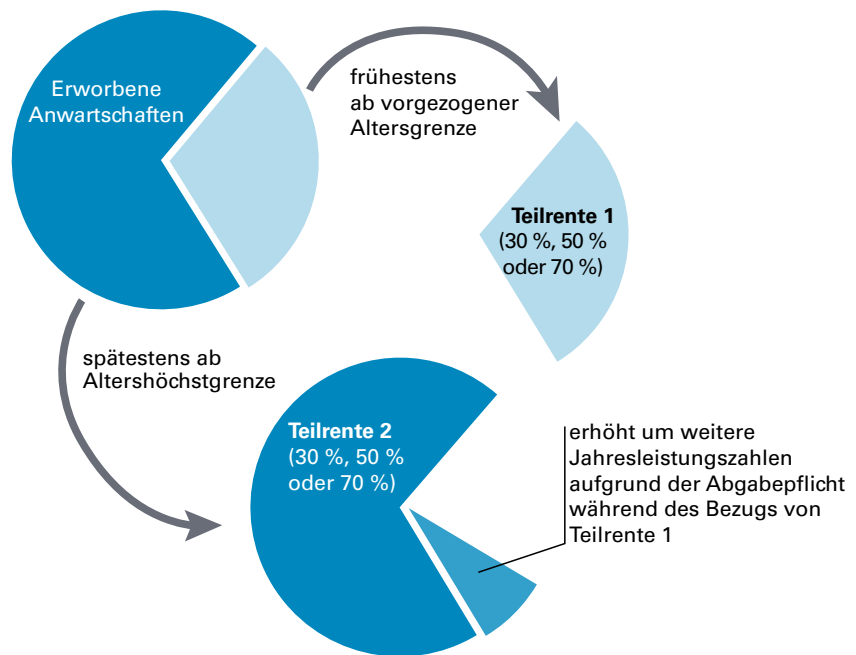 Erworbene
Anwartschaften
frühestens
ab vorgezogener
Altersgrenze
Teilrente 1
(30 %, 50 %
oder 70 %)
spätestens ab
Altershöchstgrenze
Teilrente 2
(30 %, 50 %
oder 70 %)
erhöht um weitere
Jahresleistungszahlen
aufgrund der Abgabepflicht
während des Bezugs von
Teilrente 1